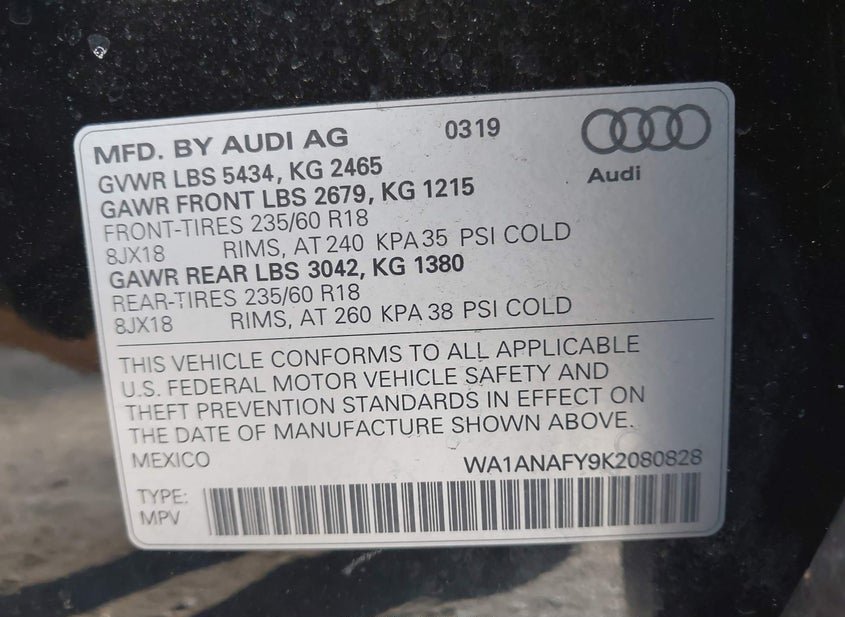 MFD. BY AUDI AG 0319
GVWR LBS 5434, KG 2465
GAWR FRONT LBS 2679, KG 1215
Audi
FRONT-TIRES 235/60 R18
8JX18 RIMS, AT 240 KPA 35 PSI COLD
GAWR REAR LBS 3042, KG 1380
REAR-TIRES 235/60 R18
8JX18 RIMS, AT 260 KPA 38 PSI COLD
THIS VEHICLE CONFORMS TO ALL APPLICABLE
U.S. FEDERAL MOTOR VEHICLE SAFETY AND
THEFT PREVENTION STANDARDS IN EFFECT ON
THE DATE OF MANUFACTURE SHOWN ABOVE.
MEXICO WA1ANAFY9K2080828
TYPE:
MPV